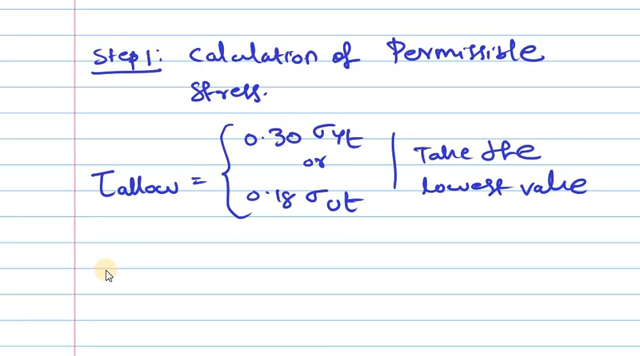 Step 1: Calculation of Permissible
Stress.
τallow = { 0.30 σyt
or
0.18 σut
| Take the
lowest value